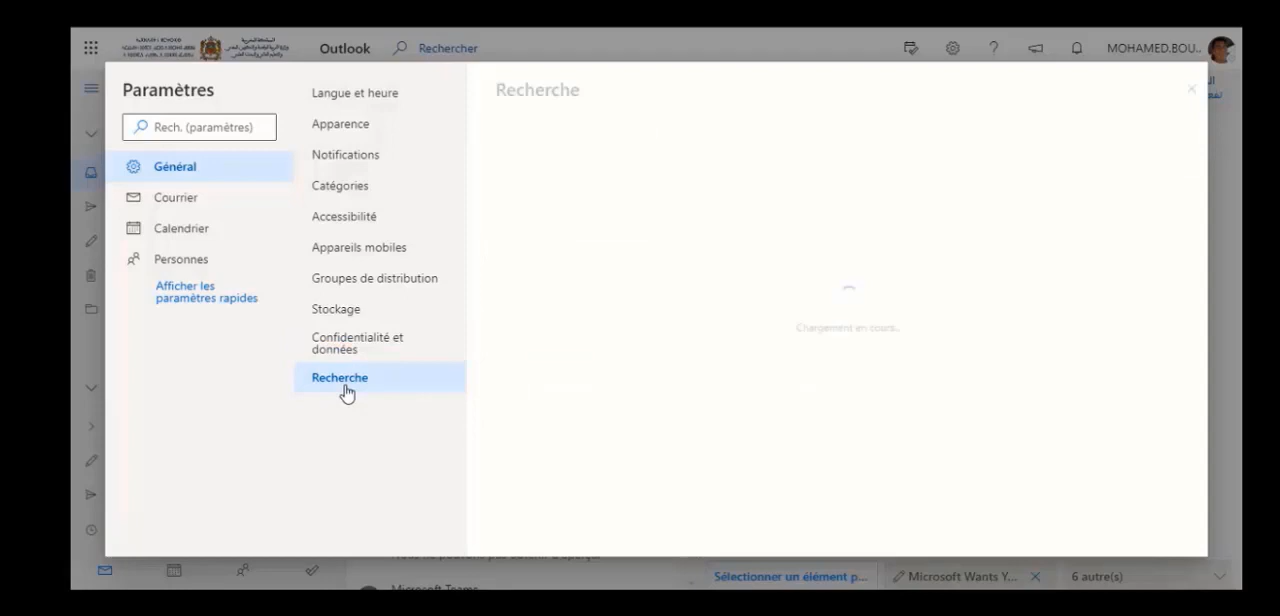 Outlook
Rechercher
MOHAMED.BOU..
Paramètres
Rech. (paramètres)
Général
Courrier
Calendrier
Personnes
Afficher les
paramètres rapides
Langue et heure
Apparence
Notifications
Catégories
Accessibilité
Appareils mobiles
Groupes de distribution
Stockage
Confidentialité et
données
Recherche
Recherche
Chargement en cours..
Microsoft Teams
Sélectionner un élément p...
Microsoft Wants Y...
6 autre(s)